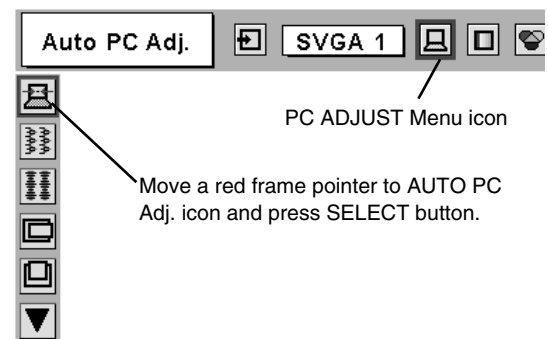 Auto PC Adj. SVGA 1
PC ADJUST Menu icon
Move a red frame pointer to AUTO PC
Adj. icon and press SELECT button.